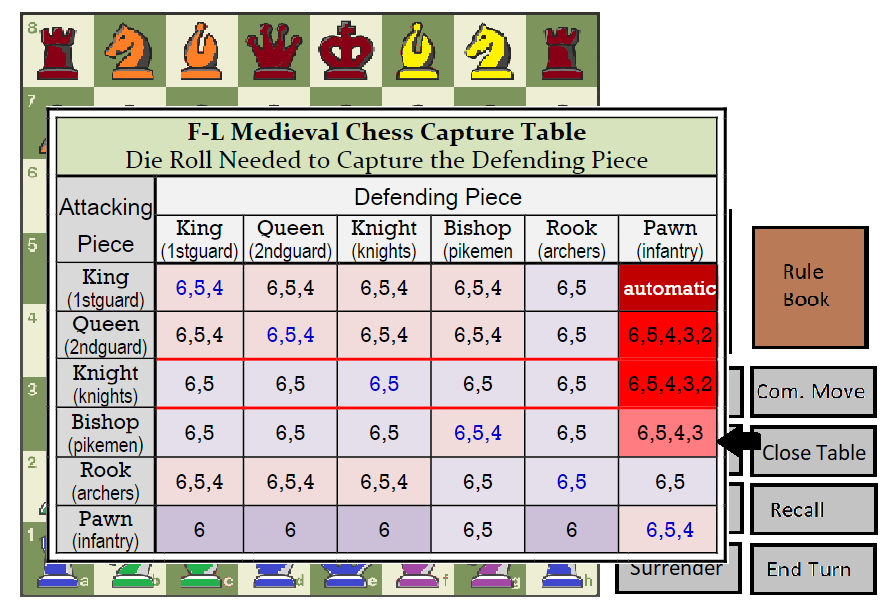 8
F-L Medieval Chess Capture Table
Die Roll Needed to Capture the Defending Piece
7
6
5
4
3
2
1
Attacking Piece
Defending Piece
King (1stguard) Queen (2ndguard) Knight (knights) Bishop (pikemen Rook (archers) Pawn (infantry)
King (1stguard) 6,5,4 6,5,4 6,5,4 6,5,4 6,5 automatic
Queen (2ndguard) 6,5,4 6,5,4 6,5,4 6,5,4 6,5 6,5,4,3,2
Knight (knights) 6,5 6,5 6,5 6,5 6,5 6,5,4,3,2
Bishop (pikemen) 6,5 6,5 6,5 6,5,4 6,5 6,5,4,3
Rook (archers) 6,5,4 6,5,4 6,5,4 6,5 6,5 6,5
Pawn (infantry) 6 6 6 6,5 6 6,5,4
a b c d e f g h
Rule
Book
Com. Move
Close Table
Recall
Surrender
End Turn